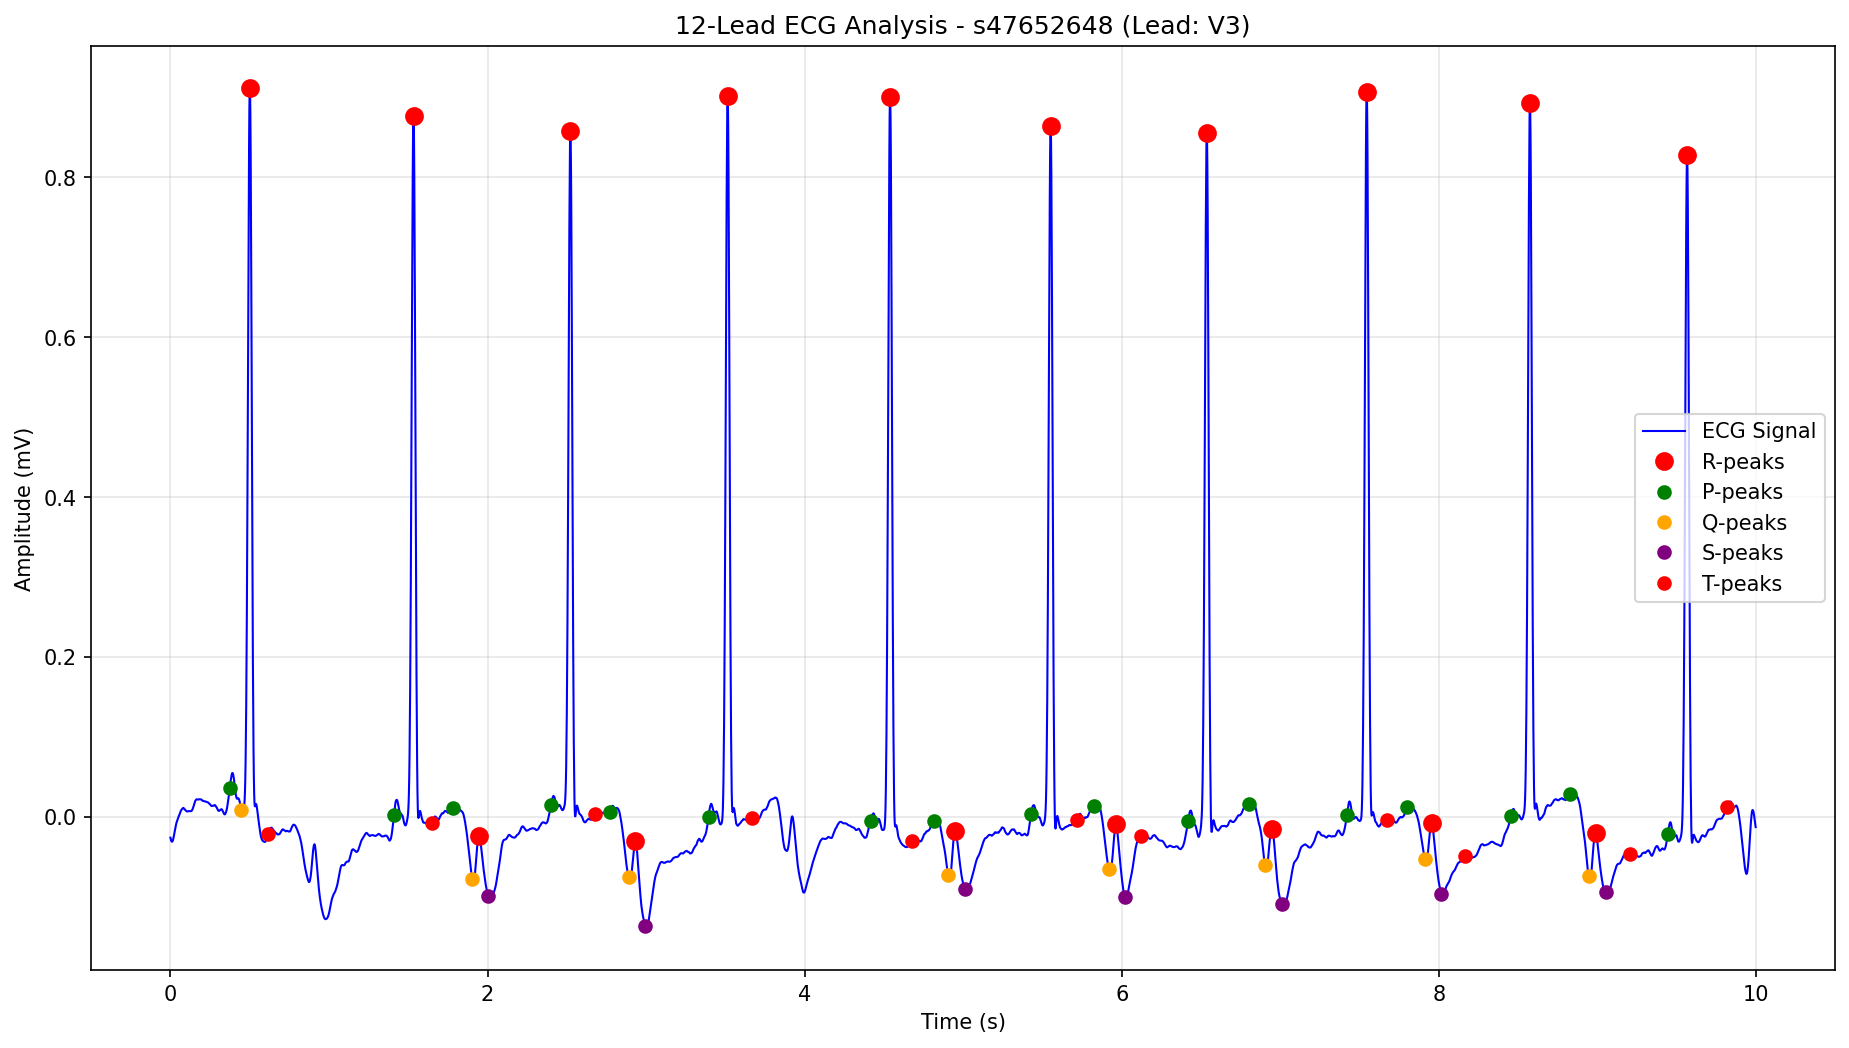 12-Lead ECG Analysis - s47652648 (Lead: V3)
Amplitude (mV)
0.8
0.6
0.4
0.2
0.0
ECG Signal
R-peaks
P-peaks
Q-peaks
S-peaks
T-peaks
0 2 4 6 8 10
Time (s)